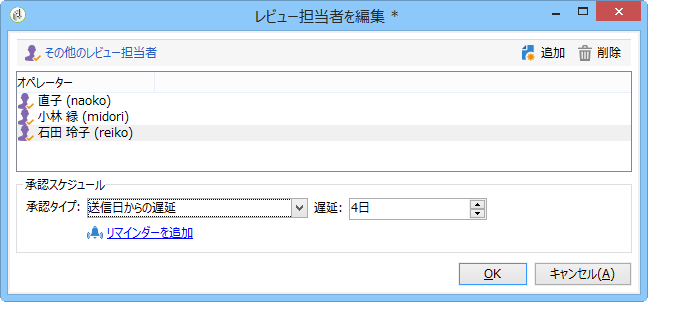 レビュー担当者を編集 *
その他のレビュー担当者 追加 削除
オペレーター
直子 (naoko)
小林 緑 (midori)
石田 玲子 (reiko)
承認スケジュール
承認タイプ: 送信日からの遅延 遅延: 4日
リマインダーを追加
OK キャンセル(A)